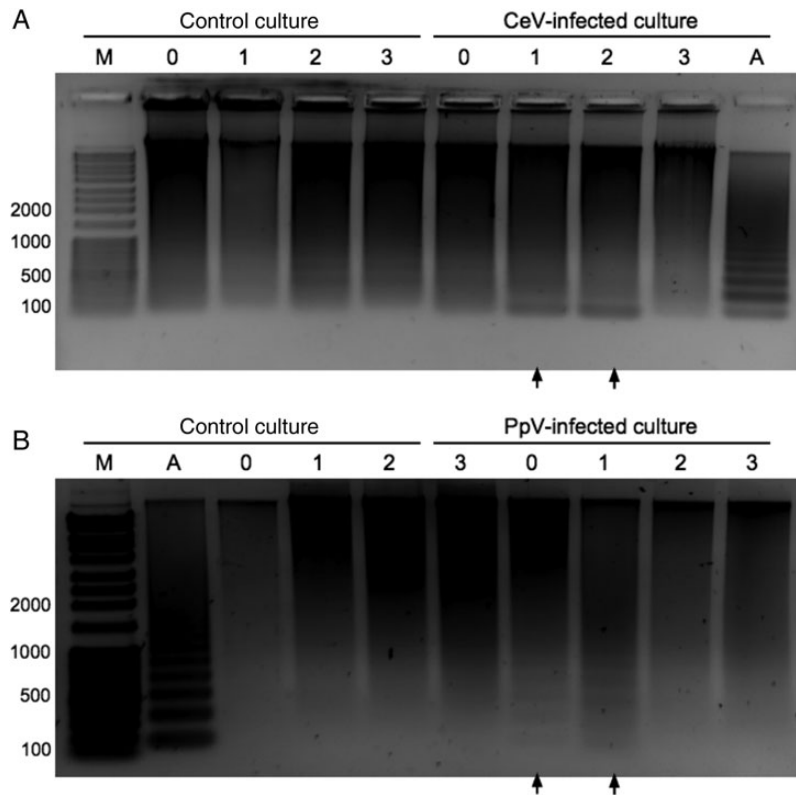 A
Control culture CeV-infected culture
M 0 1 2 3 0 1 2 3 A
2000
1000
500
100
B
Control culture PpV-infected culture
M A 0 1 2 3 0 1 2 3
2000
1000
500
100